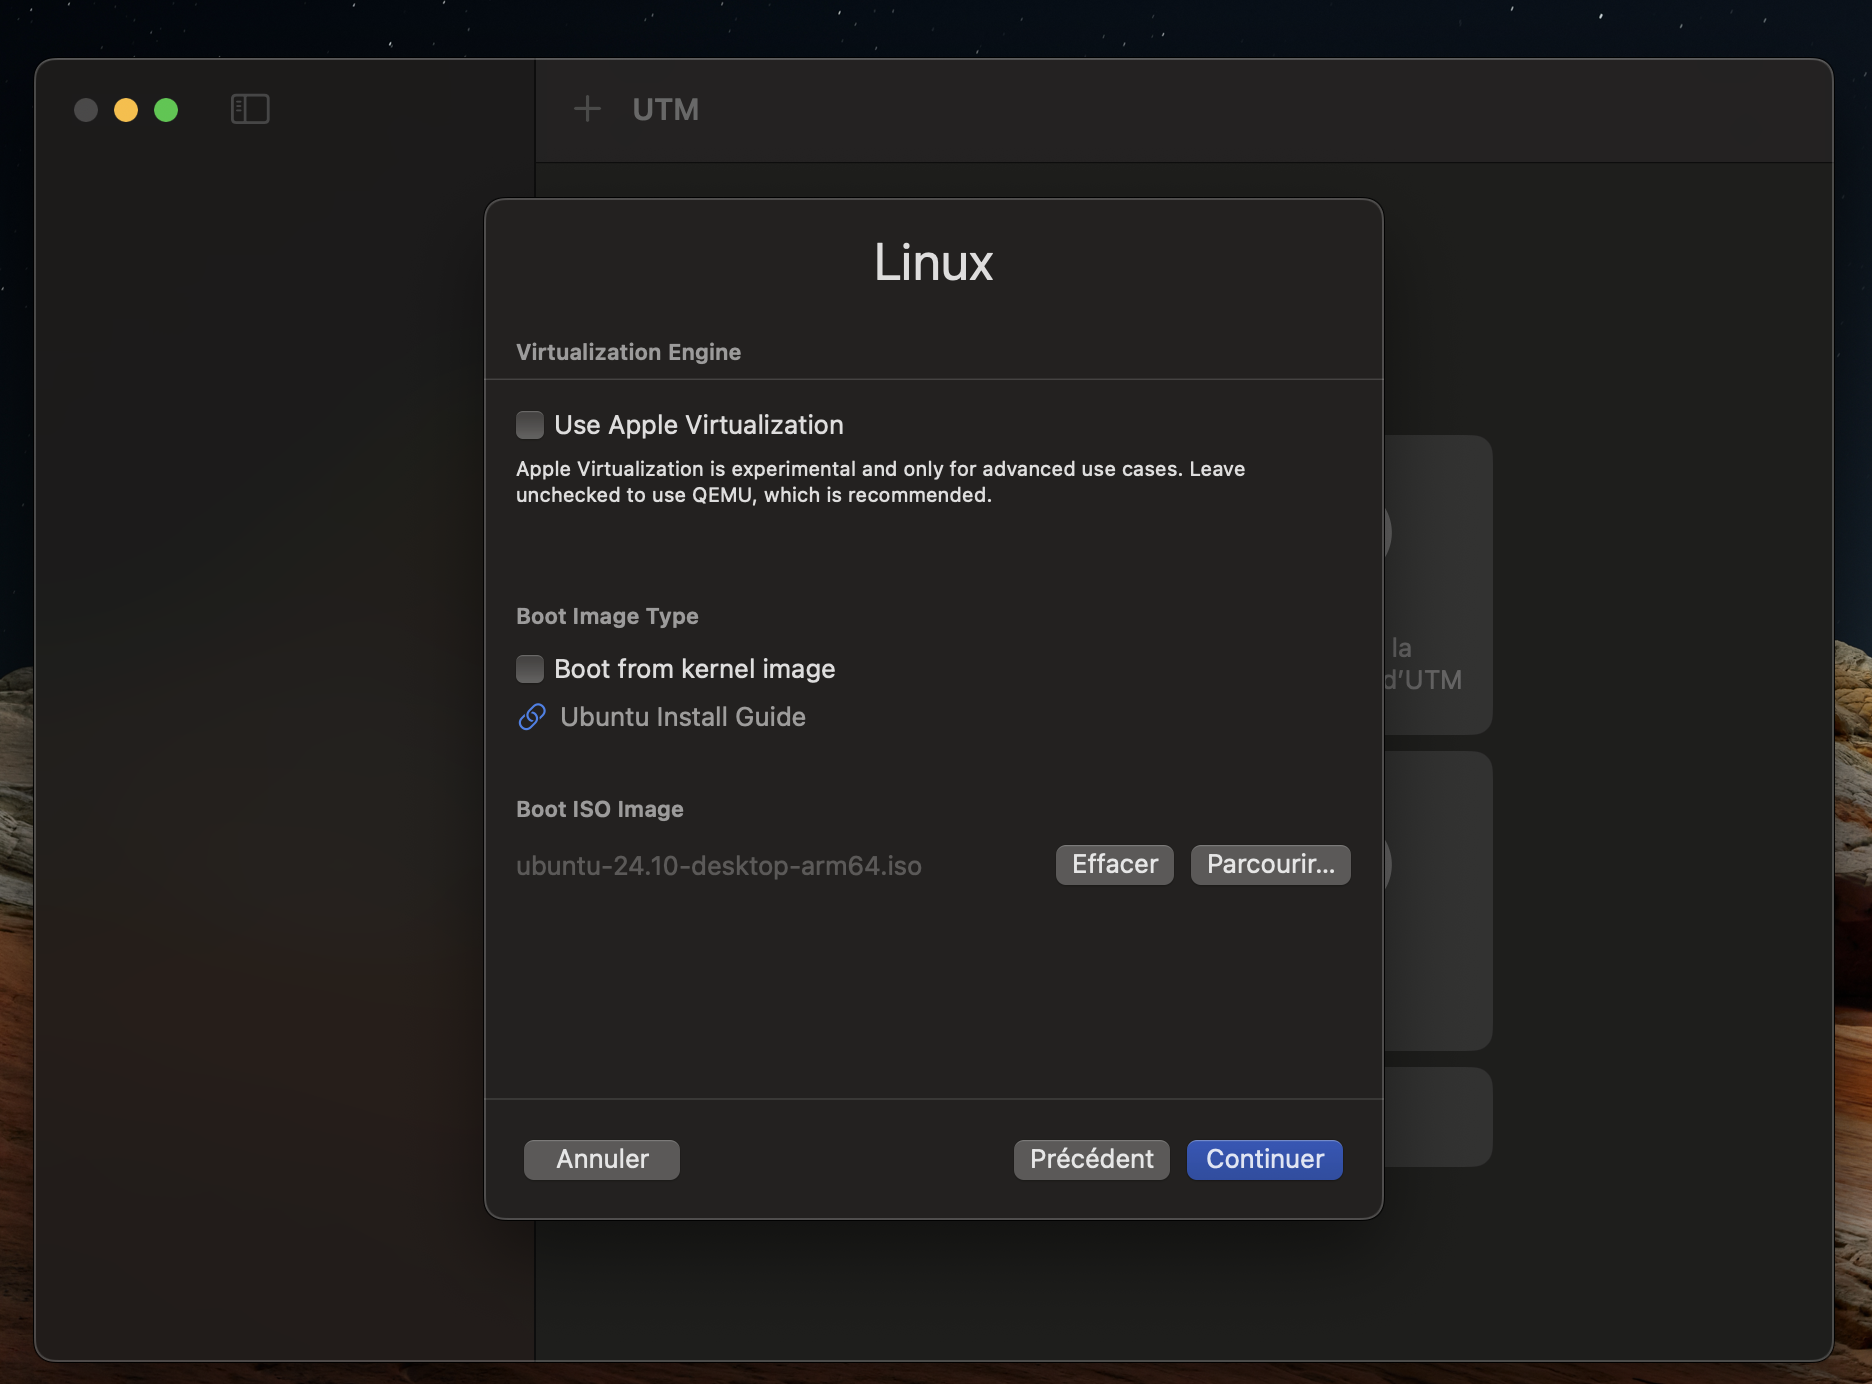 UTM
Linux
Virtualization Engine
Use Apple Virtualization
Apple Virtualization is experimental and only for advanced use cases. Leave
unchecked to use QEMU, which is recommended.
la
d’UTM
Boot Image Type
Boot from kernel image
Ubuntu Install Guide
Boot ISO Image
ubuntu-24.10-desktop-arm64.iso
Effacer
Parcourir...
Annuler
Précédent
Continuer